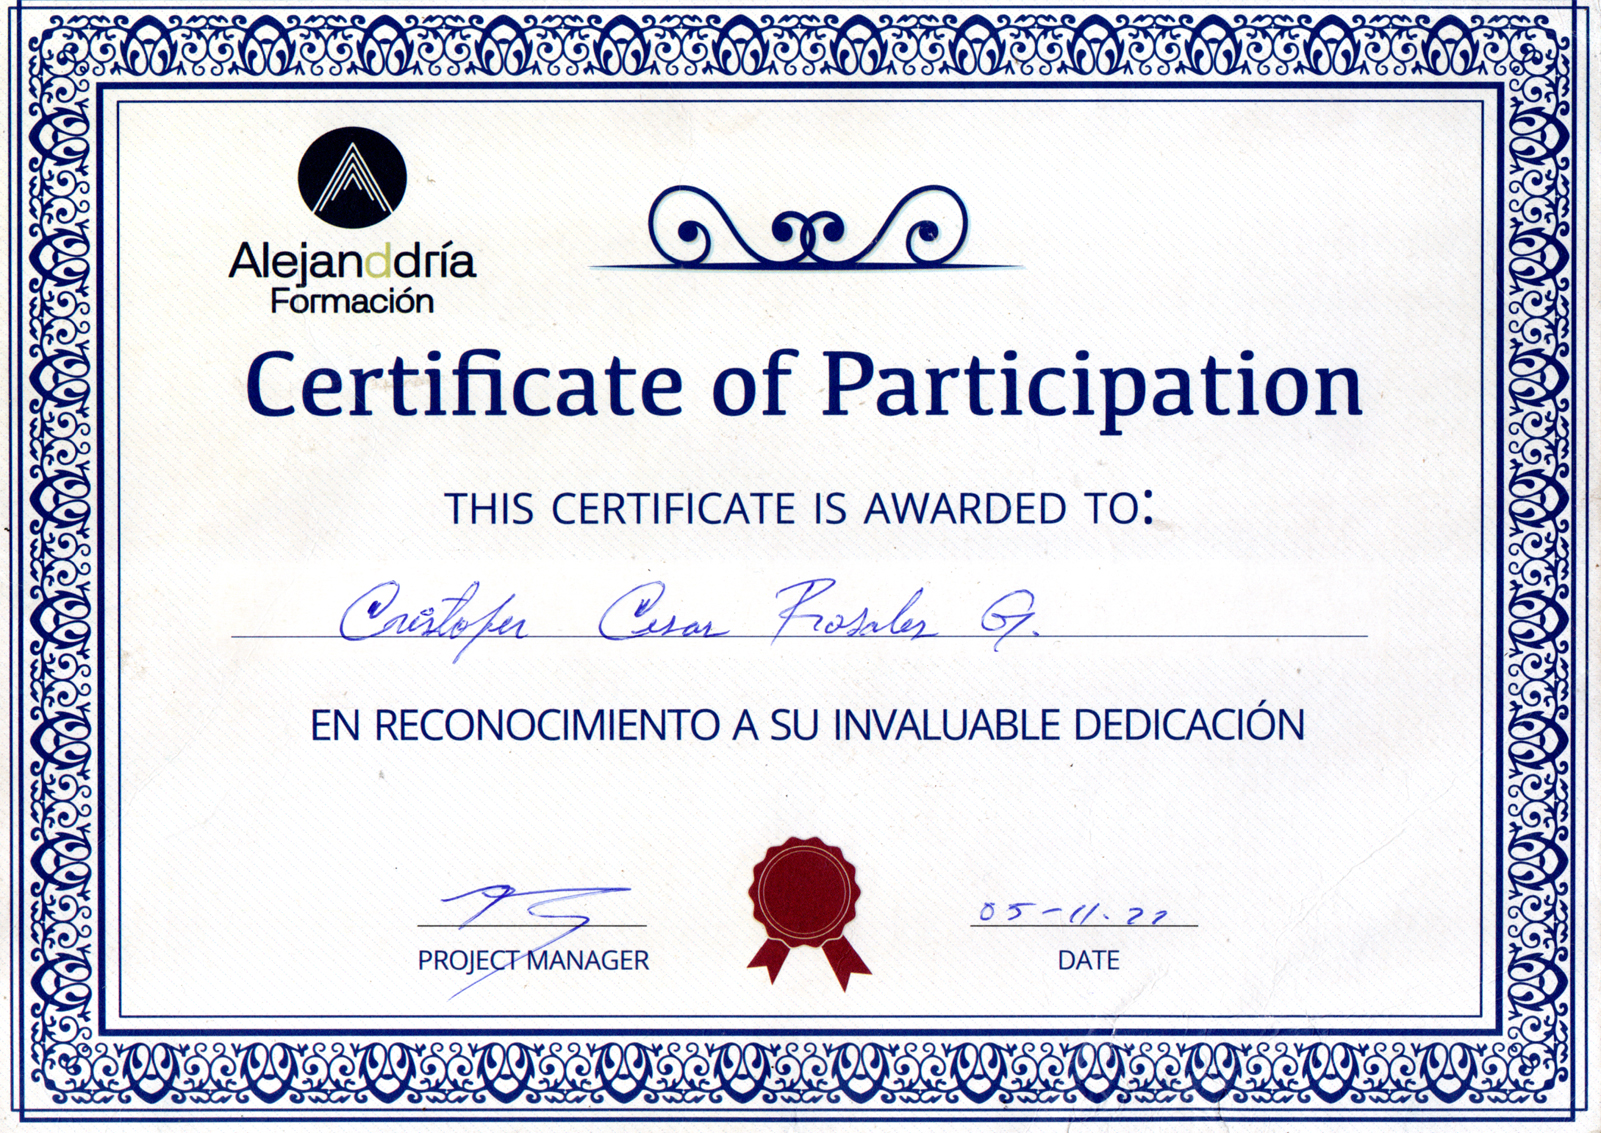 Alejanddría
Formación
Certificate of Participation
THIS CERTIFICATE IS AWARDED TO:
Cristofer Cesar Rosales G.
EN RECONOCIMIENTO A SU INVALUABLE DEDICACIÓN
05-11-22
PROJECT MANAGER
DATE